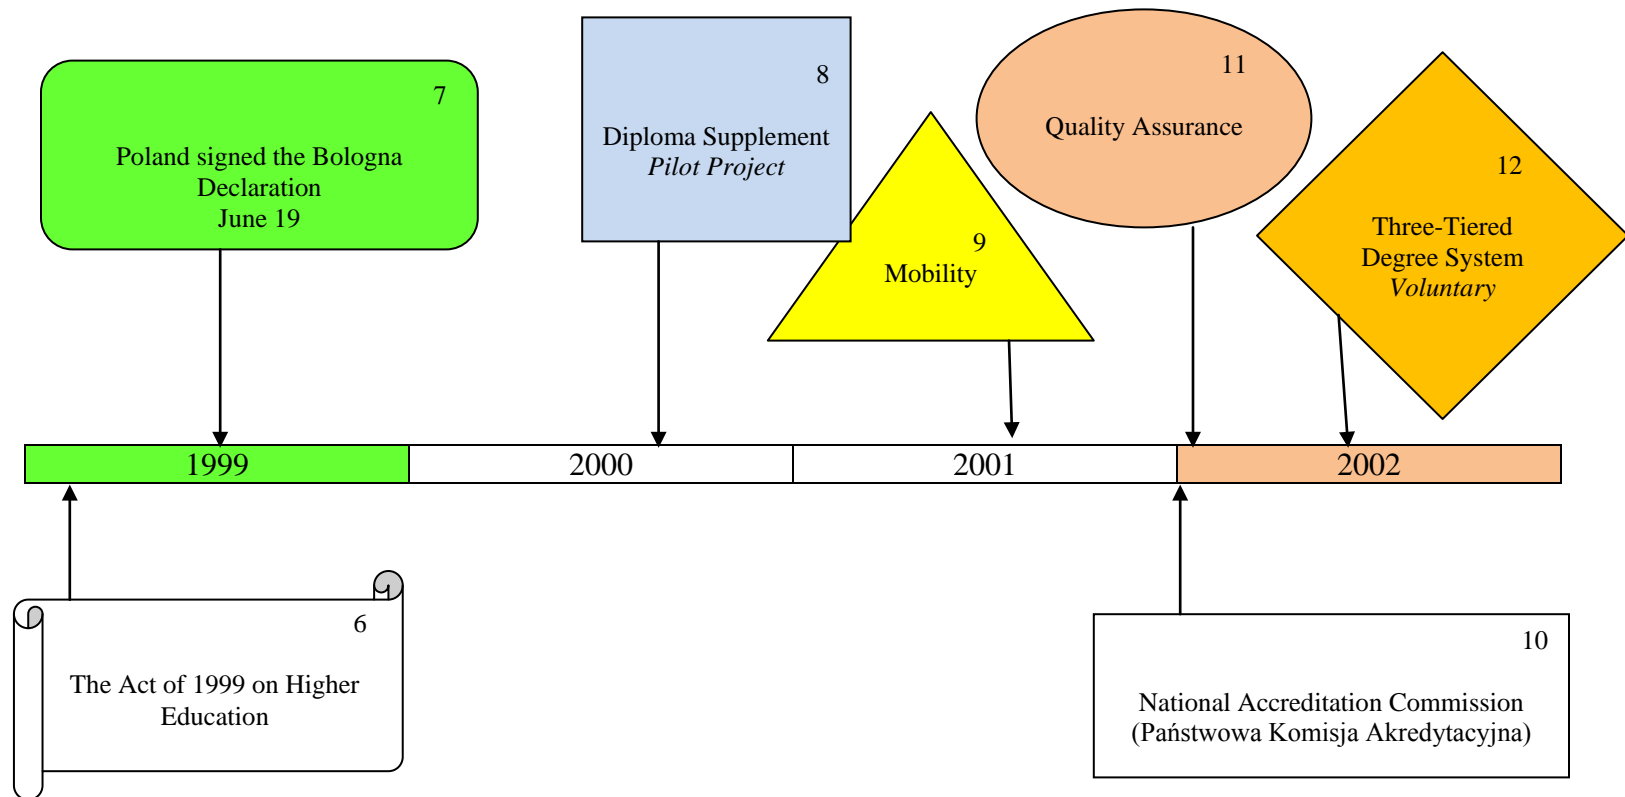 7
Poland signed the Bologna
Declaration
June 19
8
Diploma Supplement
Pilot Project
9
Mobility
11
Quality Assurance
12
Three-Tiered
Degree System
Voluntary
1999
2000
2001
2002
6
The Act of 1999 on Higher
Education
10
National Accreditation Commission
(Państwowa Komisja Akredytacyjna)